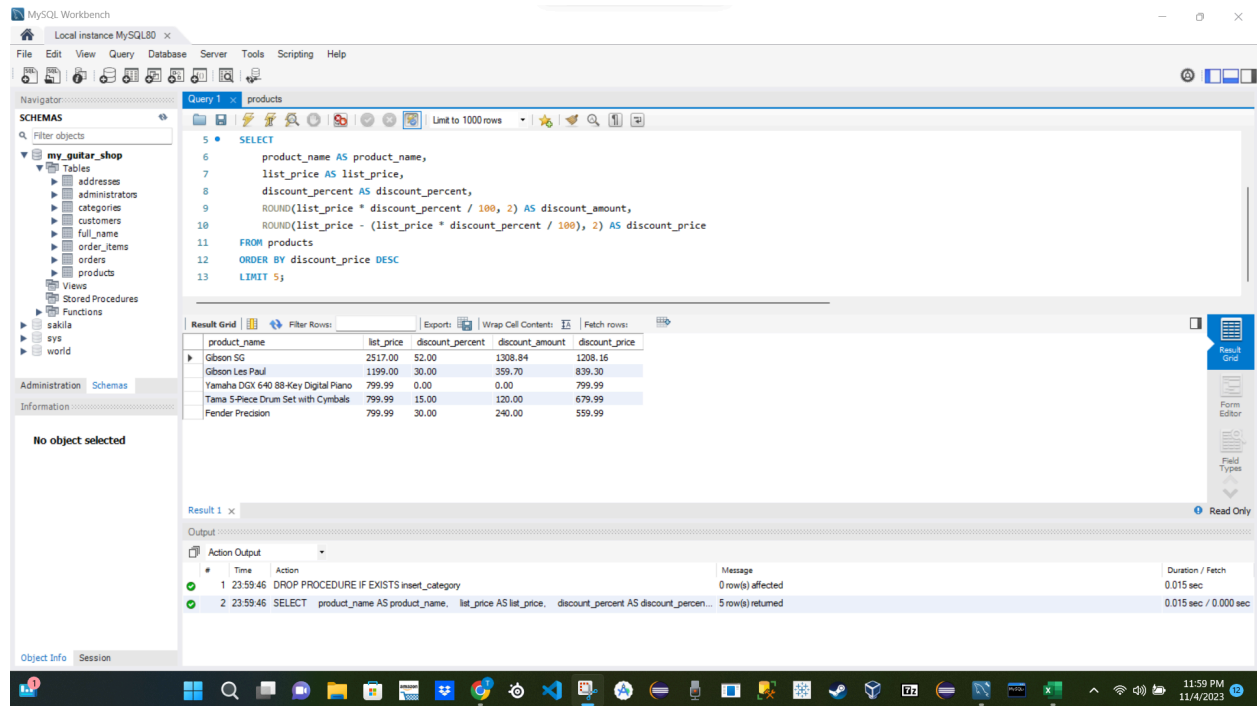 MySQL Workbench
Local instance MySQL80
File Edit View Query Database Server Tools Scripting Help
Navigator
SCHEMAS
Filter objects
my_guitar_shop
Tables
addresses
administrators
categories
customers
full_name
order_items
orders
products
Views
Stored Procedures
Functions
sakila
sys
world
Administration Schemas
Information
No object selected
Object Info Session
Query 1 products
Limit to 1000 rows
5 SELECT
6 product_name AS product_name,
7 list_price AS list_price,
8 discount_percent AS discount_percent,
9 ROUND(list_price * discount_percent / 100, 2) AS discount_amount,
10 ROUND(list_price - (list_price * discount_percent / 100), 2) AS discount_price
11 FROM products
12 ORDER BY discount_price DESC
13 LIMIT 5;
Result Grid Filter Rows: Export: Wrap Cell Content: IA Fetch rows:
product_name list_price discount_percent discount_amount discount_price
Gibson SG 2517.00 52.00 1308.84 1208.16
Gibson Les Paul 1199.00 30.00 359.70 839.30
Yamaha DGX 640 88-Key Digital Piano 799.99 0.00 0.00 799.99
Tama 5-Piece Drum Set with Cymbals 799.99 15.00 120.00 679.99
Fender Precision 799.99 30.00 240.00 559.99
Result
Grid
Form
Editor
Field
Types
Result 1 Read Only
Output
Action Output
# Time Action Message Duration / Fetch
1 23:59:46 DROP PROCEDURE IF EXISTS insert_category 0 row(s) affected 0.015 sec
2 23:59:46 SELECT product_name AS product_name, list_price AS list_price, discount_percent AS discount_percen... 5 row(s) returned 0.015 sec / 0.000 sec
1
11:59 PM
11/4/2023
12